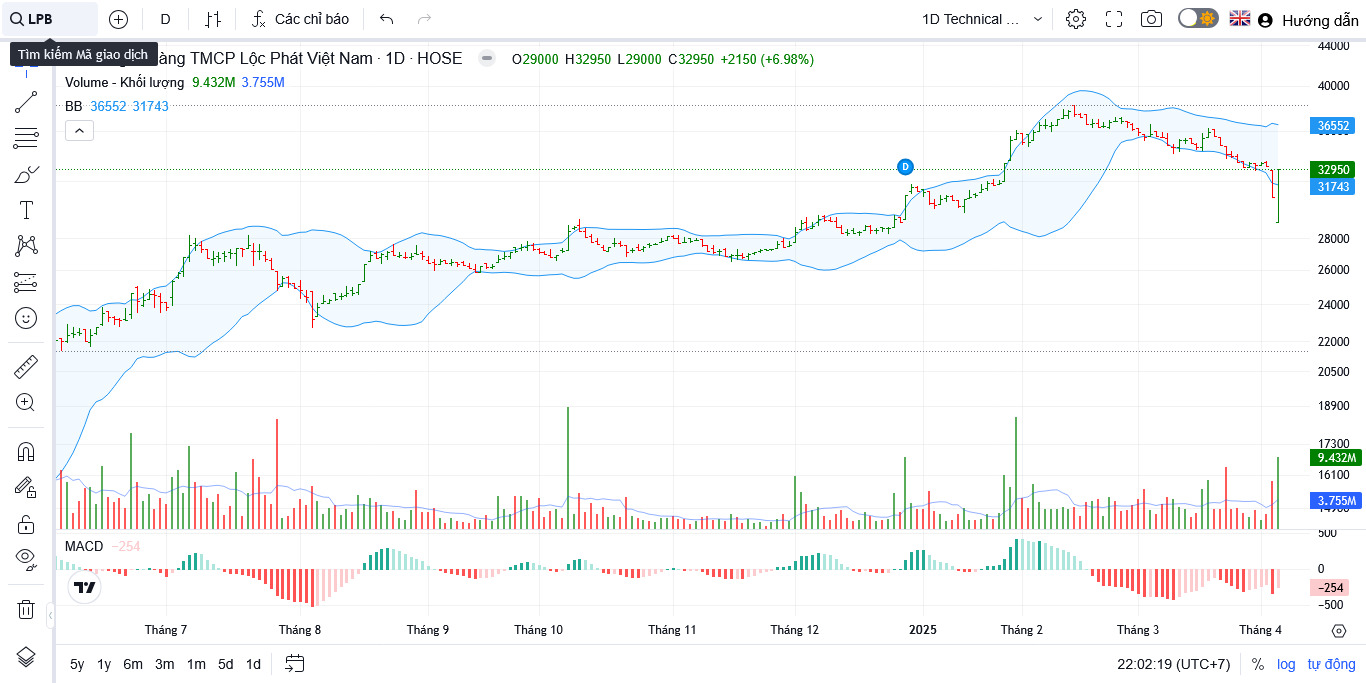 LPB
D
Các chỉ báo
1D Technical ...
Hướng dẫn
Tìm kiếm Mã giao dịch
àng TMCP Lộc Phát Việt Nam · 1D · HOSE
O29000 H32950 L29000 C32950 +2150 (+6.98%)
Volume - Khối lượng 9.432M 3.755M
BB 36552 31743
D
44000
40000
36552
32950
31743
28000
26000
24000
22000
20500
18900
17300
9.432M
16100
3.755M
MACD −254
500
0
−254
−500
Tháng 7 Tháng 8 Tháng 9 Tháng 10 Tháng 11 Tháng 12 2025 Tháng 2 Tháng 3 Tháng 4
5y 1y 6m 3m 1m 5d 1d
22:02:19 (UTC+7) % log tự động